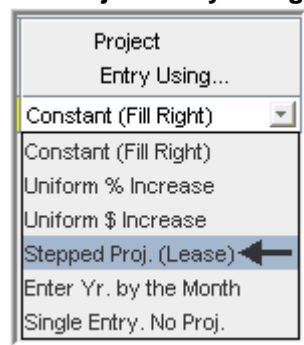 Project
Entry Using...
Constant (Fill Right)
Constant (Fill Right)
Uniform % Increase
Uniform $ Increase
Stepped Proj. (Lease)
Enter Yr. by the Month
Single Entry. No Proj.